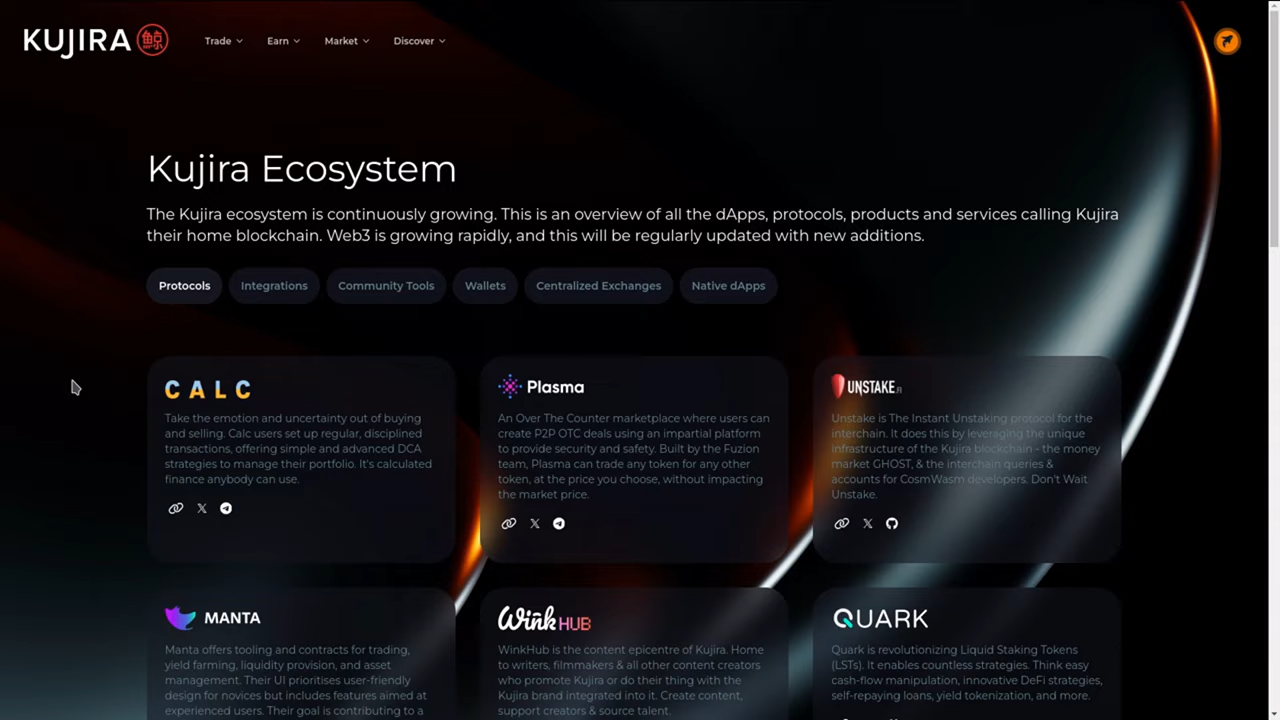 KUJIRA 鯨
Trade
Earn
Market
Discover
Kujira Ecosystem
The Kujira ecosystem is continuously growing. This is an overview of all the dApps, protocols, products and services calling Kujira
their home blockchain. Web3 is growing rapidly, and this will be regularly updated with new additions.
Protocols
Integrations
Community Tools
Wallets
Centralized Exchanges
Native dApps
CALC
Take the emotion and uncertainty out of buying
and selling. Calc users set up regular, disciplined
transactions, offering simple and advanced DCA
strategies to manage their portfolio. It's calculated
finance anybody can use.
Plasma
An Over The Counter marketplace where users can
create P2P OTC deals using an impartial platform
to provide security and safety. Built by the Fuzion
team, Plasma can trade any token for any other
token, at the price you choose, without impacting
the market price.
UNSTAKE.FI
Unstake is The Instant Unstaking protocol for the
interchain. It does this by leveraging the unique
infrastructure of the Kujira blockchain - the money
market GHOST, & the interchain queries &
accounts for CosmWasm developers. Don't Wait
Unstake.
MANTA
Manta offers tooling and contracts for trading,
yield farming, liquidity provision, and asset
management. Their UI prioritises user-friendly
design for novices but includes features aimed at
experienced users. Their goal is contributing to a
Wink HUB
WinkHub is the content epicentre of Kujira. Home
to writers, filmmakers & all other content creators
who promote Kujira or do their thing with the
Kujira brand integrated into it. Create content,
support creators & source talent.
QUARK
Quark is revolutionizing Liquid Staking Tokens
(LSTs). It enables countless strategies. Think easy
cash-flow manipulation, innovative DeFi strategies,
self-repaying loans, yield tokenization, and more.